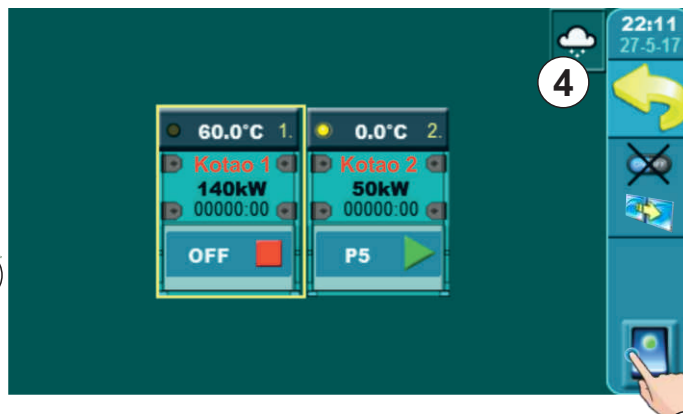 22:11
27-5-17
4
60.0°C 1.
0.0°C 2.
Kotao 1
140kW
00000:00
OFF
Kotao 2
50kW
00000:00
P5